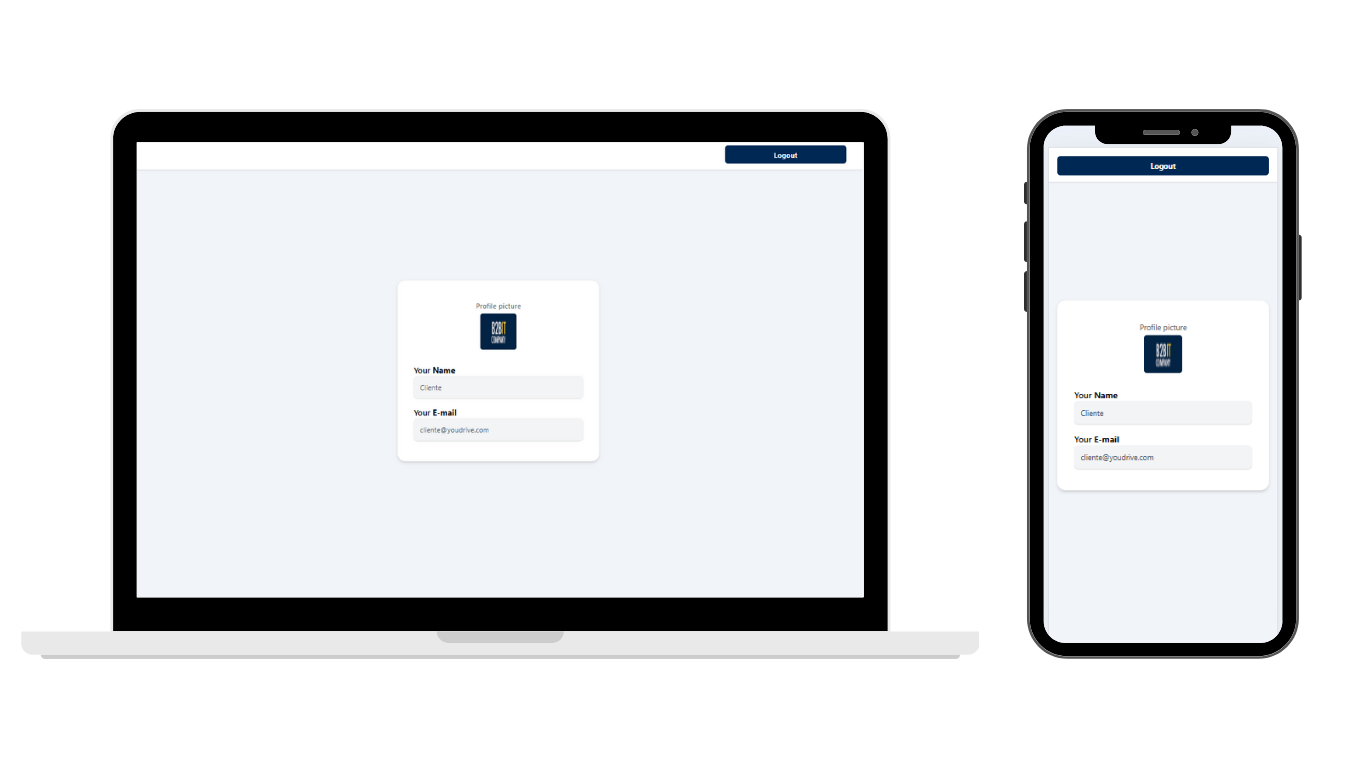 Logout
Profile picture
B2BIT
COMPANY
Your Name
Cliente
Your E-mail
cliente@youdrive.com
Logout
Profile picture
B2BIT
COMPANY
Your Name
Cliente
Your E-mail
cliente@youdrive.com